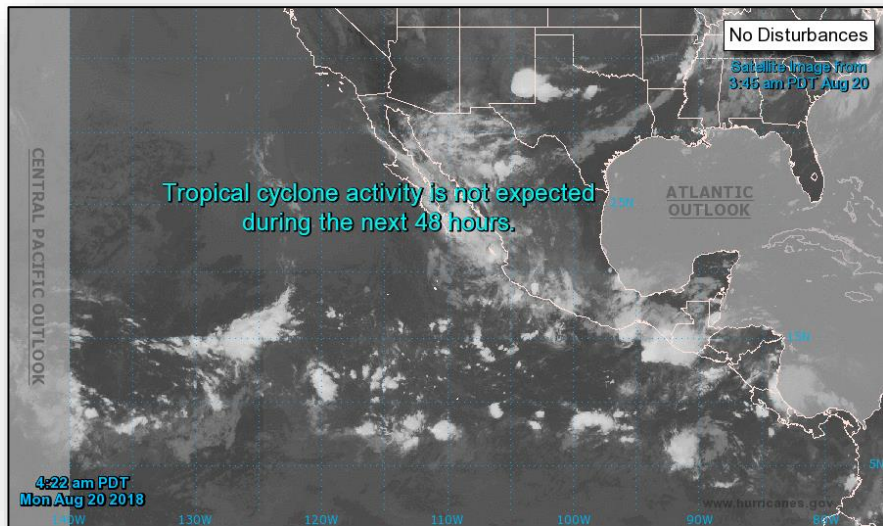 No Disturbances
Satellite Image from
3:45 am PDT Aug 20
CENTRAL PACIFIC OUTLOOK
Tropical cyclone activity is not expected
during the next 48 hours.
25N
ATLANTIC
OUTLOOK
15N
5N
4:22 am PDT
Mon Aug 20 2018
www.hurricanes.gov
140W
130W
120W
110W
100W
90W
80W